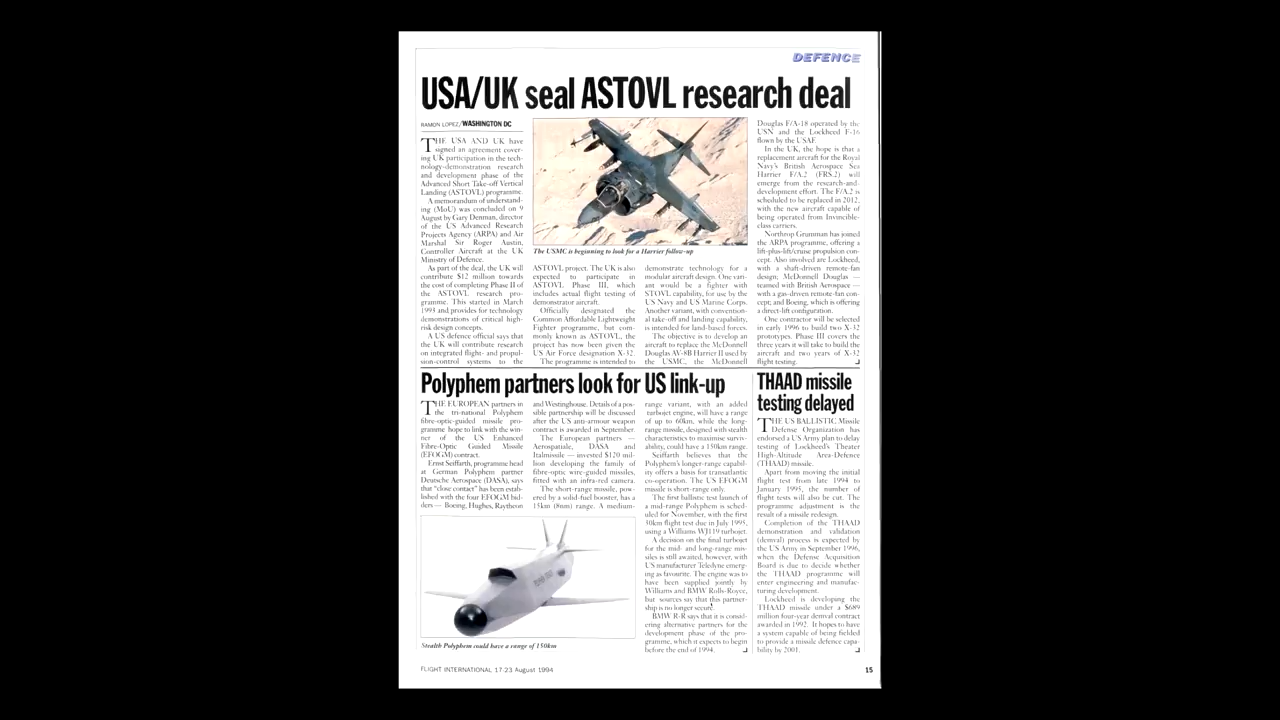 DEFENCE
USA/UK seal ASTOVL research deal
RAMON LOPEZ/WASHINGTON DC
THE USA AND UK have
signed an agreement cover-
ing UK participation in the tech-
nology-demonstration research
and development phase of the
Advanced Short Take-off Vertical
Landing (ASTOVL) programme.
A memorandum of understand-
ing (MoU) was concluded on 9
August by Gary Denman, director
of the US Advanced Research
Projects Agency (ARPA) and Air
Marshal Sir Roger Austin,
Controller Aircraft at the UK
Ministry of Defence.
As part of the deal, the UK will
contribute $12 million towards
the cost of completing Phase II of
the ASTOVL research pro-
gramme. This started in March
1993 and provides for technology
demonstrations of critical high-
risk design concepts.
A US defence official says that
the UK will contribute research
on integrated flight- and propul-
sion-control systems to the
The USMC is beginning to look for a Harrier follow-up
ASTOVL project. The UK is also
expected to participate in
ASTOVL Phase III, which
includes actual flight testing of
demonstrator aircraft.
Officially designated the
Common Affordable Lightweight
Fighter programme, but com-
monly known as ASTOVL, the
project has now been given the
US Air Force designation X-32.
The programme is intended to
demonstrate technology for a
modular aircraft design. One vari-
ant would be a fighter with
STOVL capability, for use by the
US Navy and US Marine Corps.
Another variant, with convention-
al take-off and landing capability,
is intended for land-based forces.
The objective is to develop an
aircraft to replace the McDonnell
Douglas AV-8B Harrier II used by
the USMC, the McDonnell
Douglas F/A-18 operated by the
USN and the Lockheed F-16
flown by the USAF.
In the UK, the hope is that a
replacement aircraft for the Royal
Navy's British Aerospace Sea
Harrier F/A.2 (FRS.2) will
emerge from the research-and-
development effort. The F/A.2 is
scheduled to be replaced in 2012,
with the new aircraft capable of
being operated from Invincible-
class carriers.
Northrop Grumman has joined
the ARPA programme, offering a
lift-plus-lift/cruise propulsion con-
cept. Also involved are Lockheed,
with a shaft-driven remote-fan
design; McDonnell Douglas —
teamed with British Aerospace —
with a gas-driven remote-fan con-
cept; and Boeing, which is offering
a direct-lift configuration.
One contractor will be selected
in early 1996 to build two X-32
prototypes. Phase III covers the
three years it will take to build the
aircraft and two years of X-32
flight testing.
Polyphem partners look for US link-up
THE EUROPEAN partners in
the tri-national Polyphem
fibre-optic-guided missile pro-
gramme hope to link with the win-
ner of the US Enhanced
Fibre-Optic Guided Missile
(EFOGM) contract.
Ernst Seiffarth, programme head
at German Polyphem partner
Deutsche Aerospace (DASA), says
that "close contact" has been estab-
lished with the four EFOGM bid-
ders — Boeing, Hughes, Raytheon
and Westinghouse. Details of a pos-
sible partnership will be discussed
after the US anti-armour weapon
contract is awarded in September.
The European partners —
Aerospatiale, DASA and
Italmissile — invested $120 mil-
lion developing the family of
fibre-optic wire-guided missiles,
fitted with an infra-red camera.
The short-range missile, pow-
ered by a solid-fuel booster, has a
15km (8nm) range. A medium-
Stealth Polyphem could have a range of 150km
range variant, with an added
turbojet engine, will have a range
of up to 60km, while the long-
range missile, designed with stealth
characteristics to maximise surviv-
ability, could have a 150km range.
Seiffarth believes that the
Polyphem's longer-range capabil-
ity offers a basis for transatlantic
co-operation. The US EFOGM
missile is short-range only.
The first ballistic test launch of
a mid-range Polyphem is sched-
uled for November, with the first
30km flight test due in July 1995,
using a Williams WJ119 turbojet.
A decision on the final turbojet
for the mid- and long-range mis-
siles is still awaited, however, with
US manufacturer Teledyne emerg-
ing as favourite. The engine was to
have been supplied jointly by
Williams and BMW Rolls-Royce,
but sources say that this partner-
ship is no longer secure.
BMW R-R says that it is consid-
ering alternative partners for the
development phase of the pro-
gramme, which it expects to begin
before the end of 1994.
THAAD missile
testing delayed
THE US BALLISTIC Missile
Defense Organization has
endorsed a US Army plan to delay
testing of Lockheed's Theater
High-Altitude Area-Defence
(THAAD) missile.
Apart from moving the initial
flight test from late 1994 to
January 1995, the number of
flight tests will also be cut. The
programme adjustment is the
result of a missile redesign.
Completion of the THAAD
demonstration and validation
(demval) process is expected by
the US Army in September 1996,
when the Defense Acquisition
Board is due to decide whether
the THAAD programme will
enter engineering and manufac-
turing development.
Lockheed is developing the
THAAD missile under a $689
million four-year demval contract
awarded in 1992. It hopes to have
a system capable of being fielded
to provide a missile defence capa-
bility by 2001.
FLIGHT INTERNATIONAL 17-23 August 1994
15